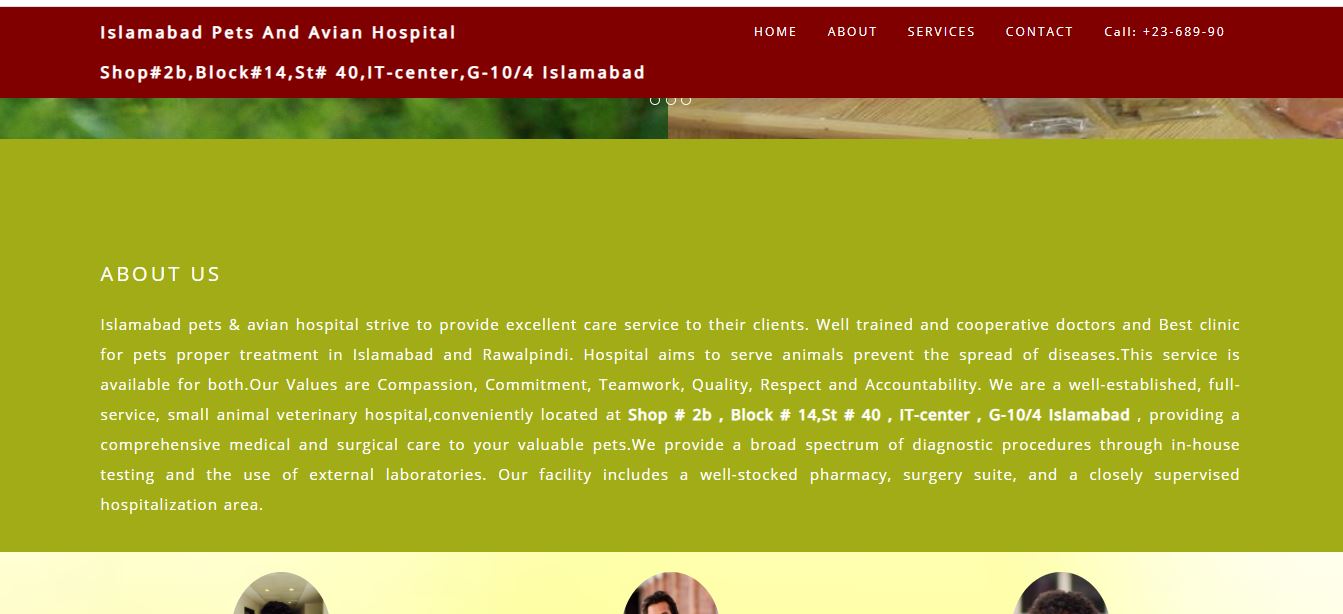 Islamabad Pets And Avian Hospital
HOME ABOUT SERVICES CONTACT Call: +23-689-90
Shop#2b,Block#14,St# 40,IT-center,G-10/4 Islamabad
ABOUT US
Islamabad pets & avian hospital strive to provide excellent care service to their clients. Well trained and cooperative doctors and Best clinic
for pets proper treatment in Islamabad and Rawalpindi. Hospital aims to serve animals prevent the spread of diseases.This service is
available for both.Our Values are Compassion, Commitment, Teamwork, Quality, Respect and Accountability. We are a well-established, full-
service, small animal veterinary hospital,conveniently located at Shop # 2b , Block # 14,St # 40 , IT-center , G-10/4 Islamabad , providing a
comprehensive medical and surgical care to your valuable pets.We provide a broad spectrum of diagnostic procedures through in-house
testing and the use of external laboratories. Our facility includes a well-stocked pharmacy, surgery suite, and a closely supervised
hospitalization area.